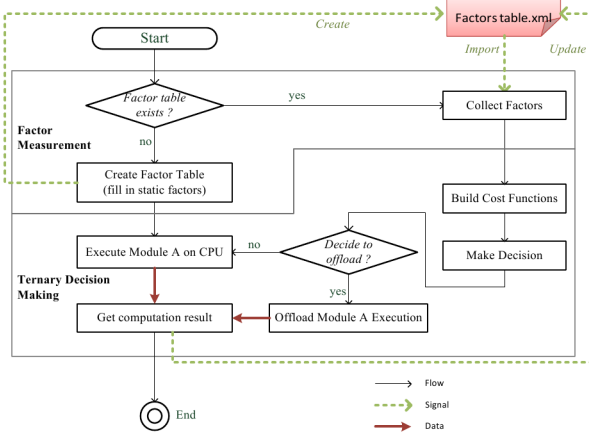 Factors table.xml
Start
Create
Import
Update
Factor table
exists ?
yes
Collect Factors
Factor
Measurement
no
Create Factor Table
(fill in static factors)
Build Cost Functions
Execute Module A on CPU
no
Decide to
offload ?
Make Decision
Ternary Decision
Making
yes
Get computation result
Offload Module A Execution
End
Flow
Signal
Data